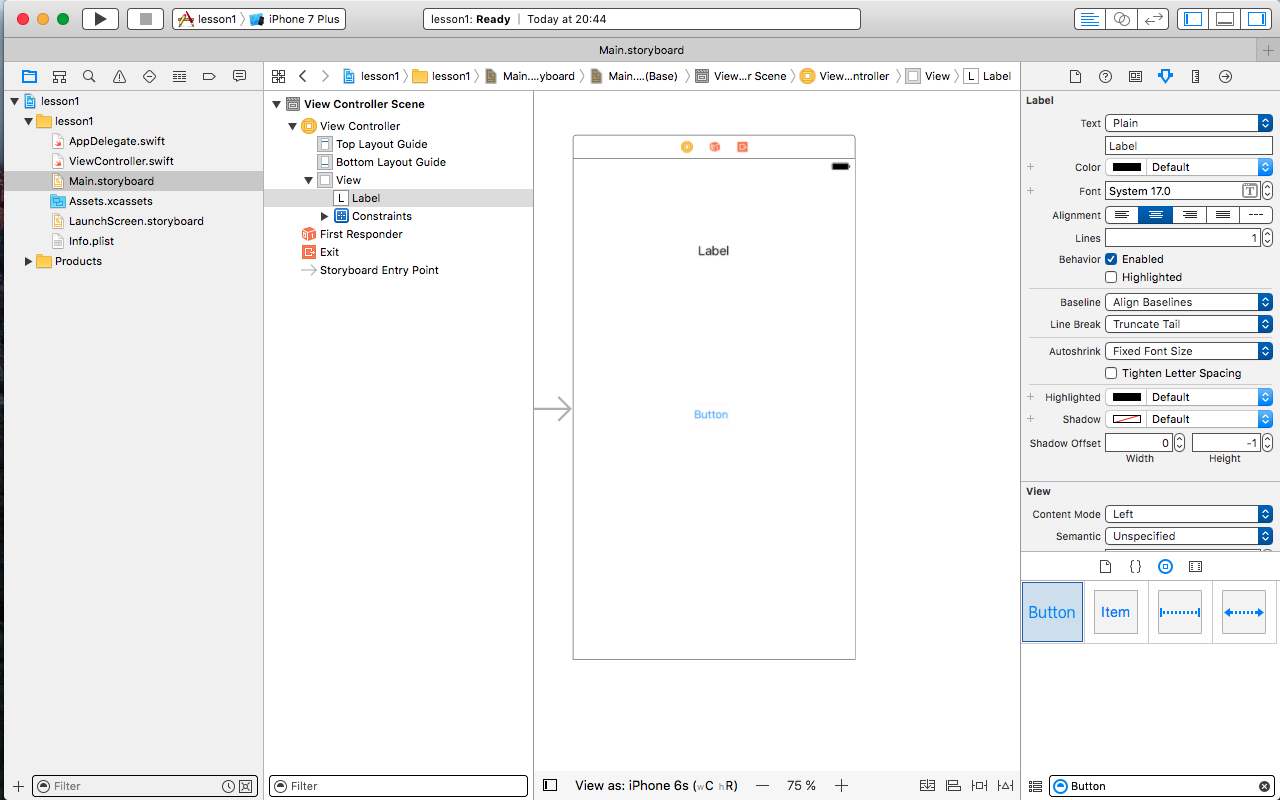 lesson1 iPhone 7 Plus
lesson1: Ready Today at 20:44
Main.storyboard
lesson1
lesson1
AppDelegate.swift
ViewController.swift
Main.storyboard
Assets.xcassets
LaunchScreen.storyboard
Info.plist
Products
Filter
lesson1 lesson1 Main....yboard Main....(Base) View...r Scene View...ntroller View L Label
View Controller Scene
View Controller
Top Layout Guide
Bottom Layout Guide
View
L Label
Constraints
First Responder
Exit
Storyboard Entry Point
Filter
Label
Button
View as: iPhone 6s (wC hR) — 75 % +
Label
Text Plain
Label
+ Color Default
+ Font System 17.0 T
Alignment
Lines 1
Behavior Enabled
Highlighted
Baseline Align Baselines
Line Break Truncate Tail
Autoshrink Fixed Font Size
Tighten Letter Spacing
+ Highlighted Default
+ Shadow Default
Shadow Offset 0 -1
Width Height
View
Content Mode Left
Semantic Unspecified
{}
Button Item
Button